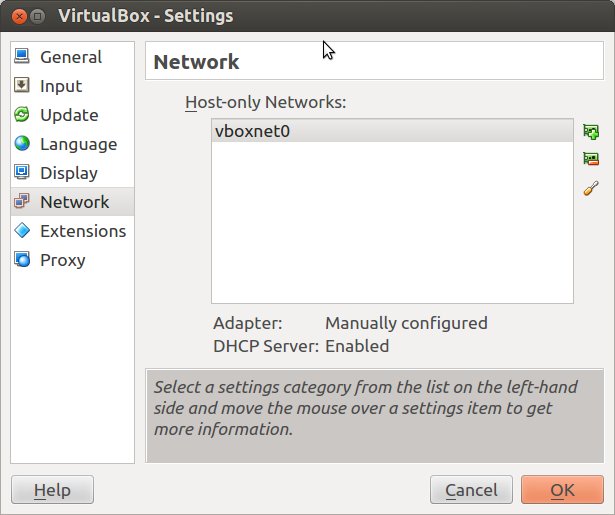 VirtualBox - Settings
General
Input
Update
Language
Display
Network
Extensions
Proxy
Network
Host-only Networks:
vboxnet0
Adapter: Manually configured
DHCP Server: Enabled
Select a settings category from the list on the left-hand
side and move the mouse over a settings item to get
more information.
Help
Cancel
OK